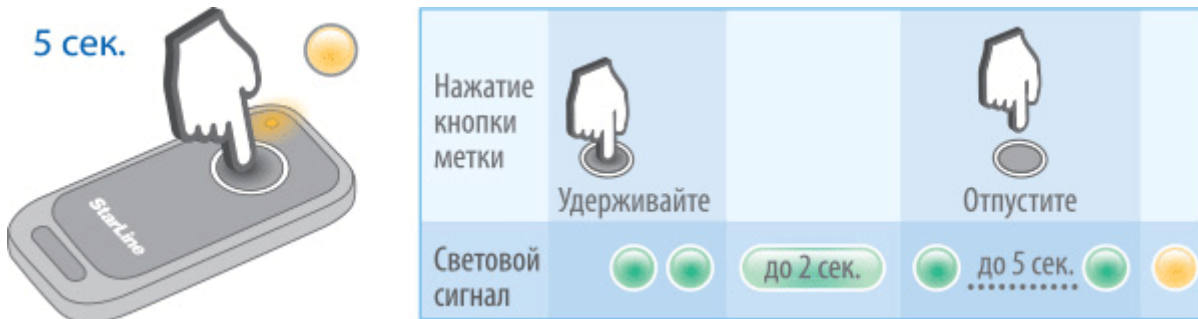 5 сек.
StarLine
Нажатие
кнопки
метки
Удерживайте
Отпустите
Световой
сигнал
до 2 сек.
до 5 сек.